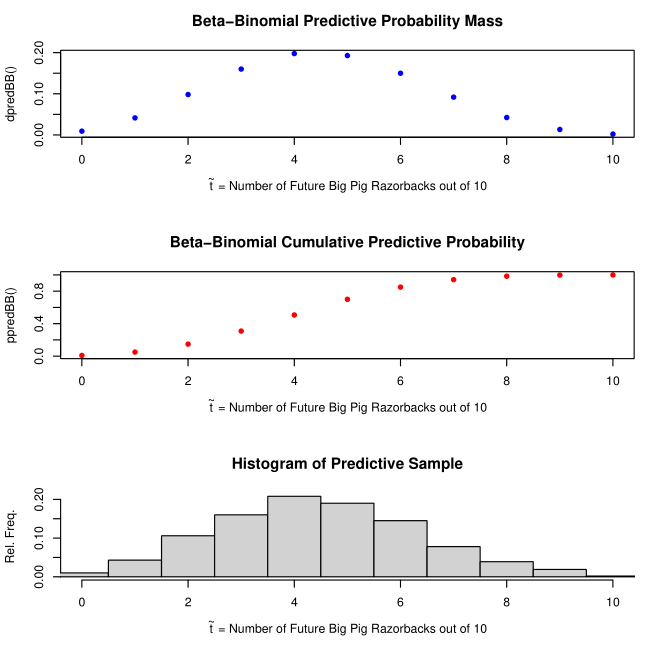 Beta−Binomial Predictive Probability Mass
dpredBB()
0.00 0.10 0.20
0 2 4 6 8 10
t̃ = Number of Future Big Pig Razorbacks out of 10
Beta−Binomial Cumulative Predictive Probability
ppredBB()
0.0 0.4 0.8
0 2 4 6 8 10
t̃ = Number of Future Big Pig Razorbacks out of 10
Histogram of Predictive Sample
Rel. Freq.
0.00 0.10 0.20
0 2 4 6 8 10
t̃ = Number of Future Big Pig Razorbacks out of 10